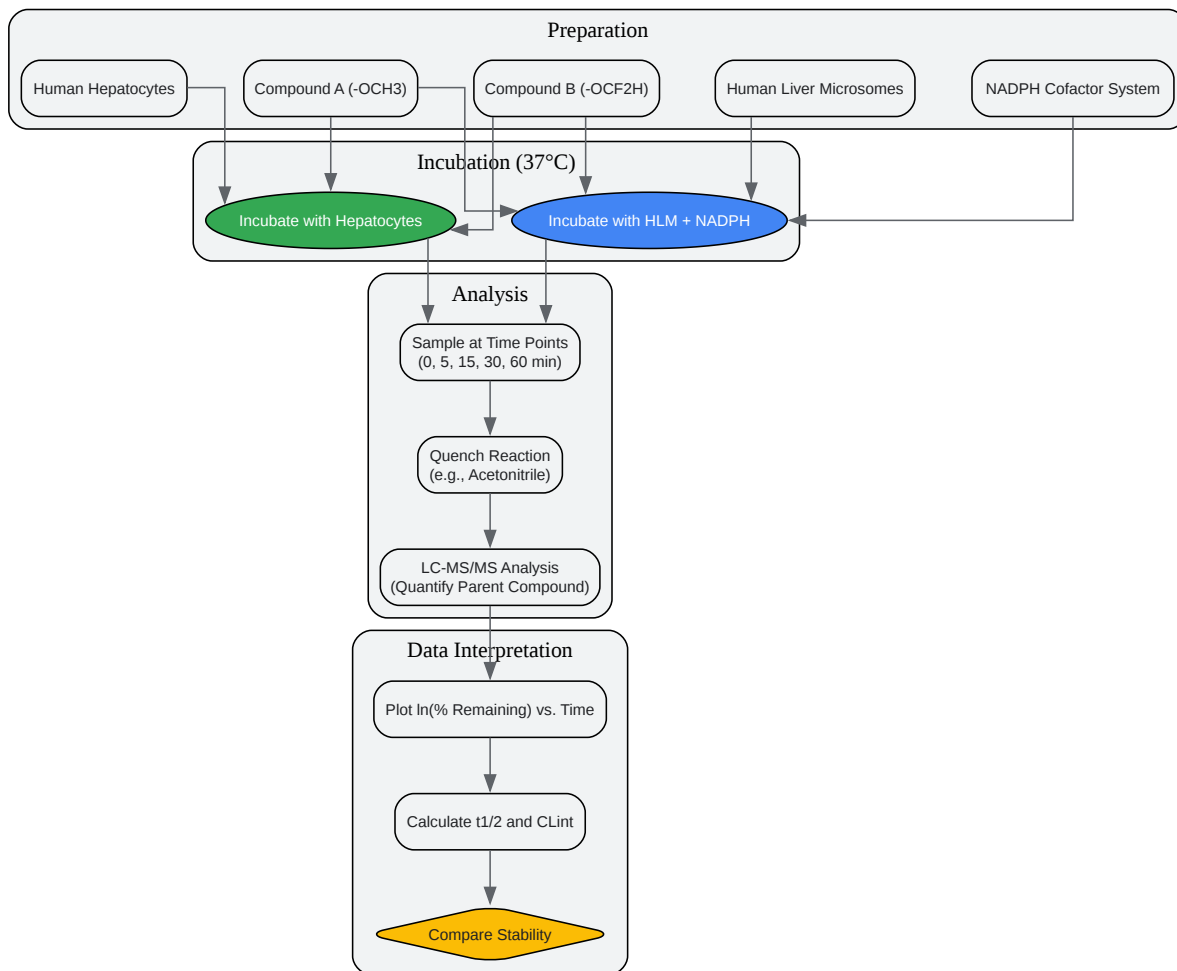 Preparation
Human Hepatocytes
Compound A (-OCH3)
Compound B (-OCF2H)
Human Liver Microsomes
NADPH Cofactor System
Incubation (37°C)
Incubate with Hepatocytes
Incubate with HLM + NADPH
Analysis
Sample at Time Points
(0, 5, 15, 30, 60 min)
Quench Reaction
(e.g., Acetonitrile)
LC-MS/MS Analysis
(Quantify Parent Compound)
Data Interpretation
Plot ln(% Remaining) vs. Time
Calculate t1/2 and CLint
Compare Stability